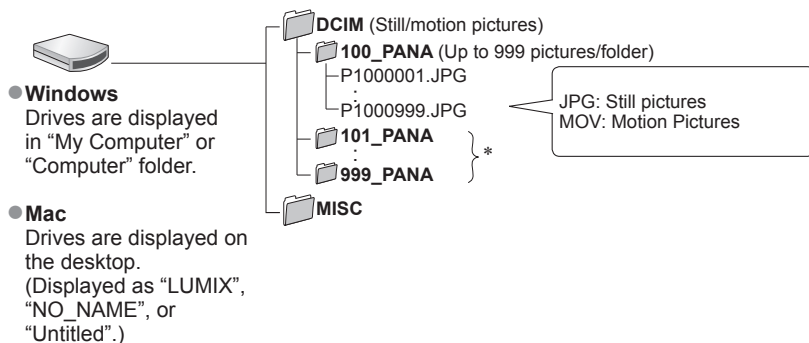 DCIM (Still/motion pictures)
100_PANA (Up to 999 pictures/folder)
P1000001.JPG
:
P1000999.JPG
101_PANA
:
999_PANA
*
MISC
JPG: Still pictures
MOV: Motion Pictures
●Windows
Drives are displayed
in “My Computer” or
“Computer” folder.
●Mac
Drives are displayed on
the desktop.
(Displayed as “LUMIX”,
“NO_NAME”, or
“Untitled”.)